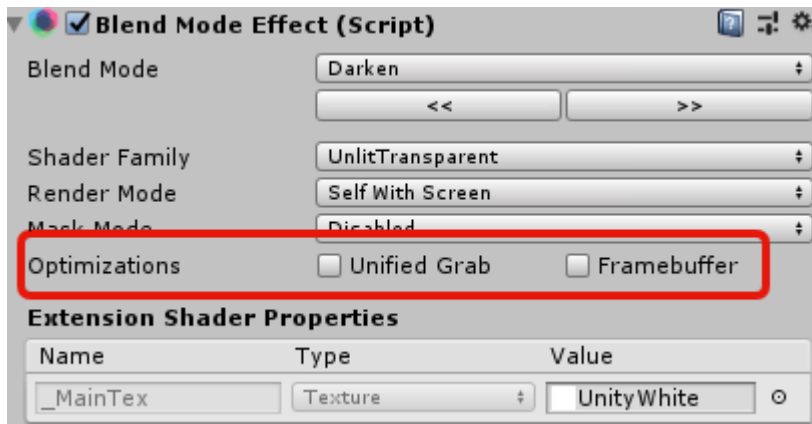 Blend Mode Effect (Script)
Blend Mode Darken
<< >>
Shader Family UnlitTransparent
Render Mode Self With Screen
Mask Mode Disabled
Optimizations Unified Grab Framebuffer
Extension Shader Properties
Name Type Value
_MainTex Texture UnityWhite